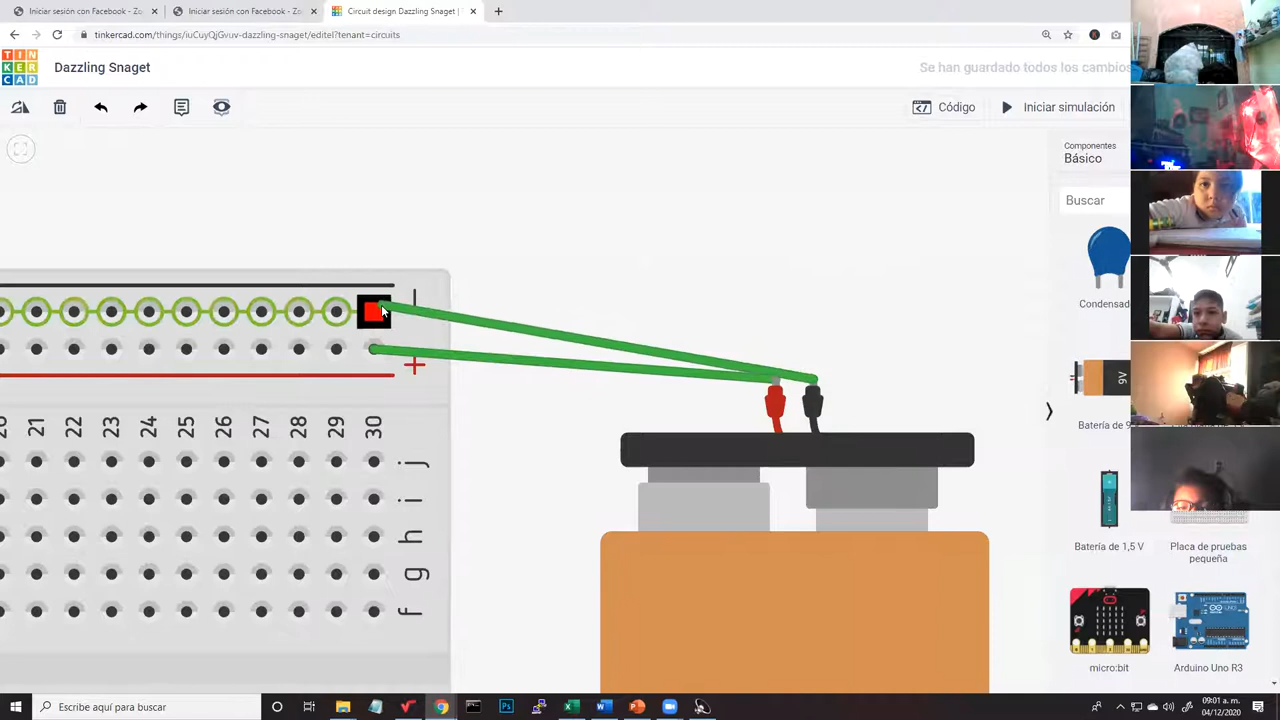 Iniciar sesión con Facebook - Zo
Iniciar sesión con Facebook - Zo
Circuit design Dazzling Snaget |
tinkercad.com/things/iuCuyQjGvuv-dazzling-snaget/editel?tenant=circuits
TIN
KER
CAD
Dazzling Snaget
Se han guardado todos los cambios
Código
Iniciar simulación
Componentes
Básico
Buscar
Condensad
9V
Batería de 9
21 22 23 24 25 26 27 28 29 30
j
i
h
g
f
Batería de 1,5 V
Placa de pruebas
pequeña
micro:bit
Arduino Uno R3
Escribe aquí para buscar
09:01 a. m.
04/12/2020